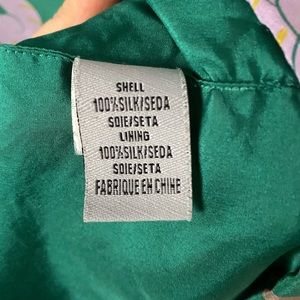 SHELL
100%SILK/SEDA
SOIE/SETA
LINING
100%SILK/SEDA
SOIE/SETA
FABRIQUE EN CHINE